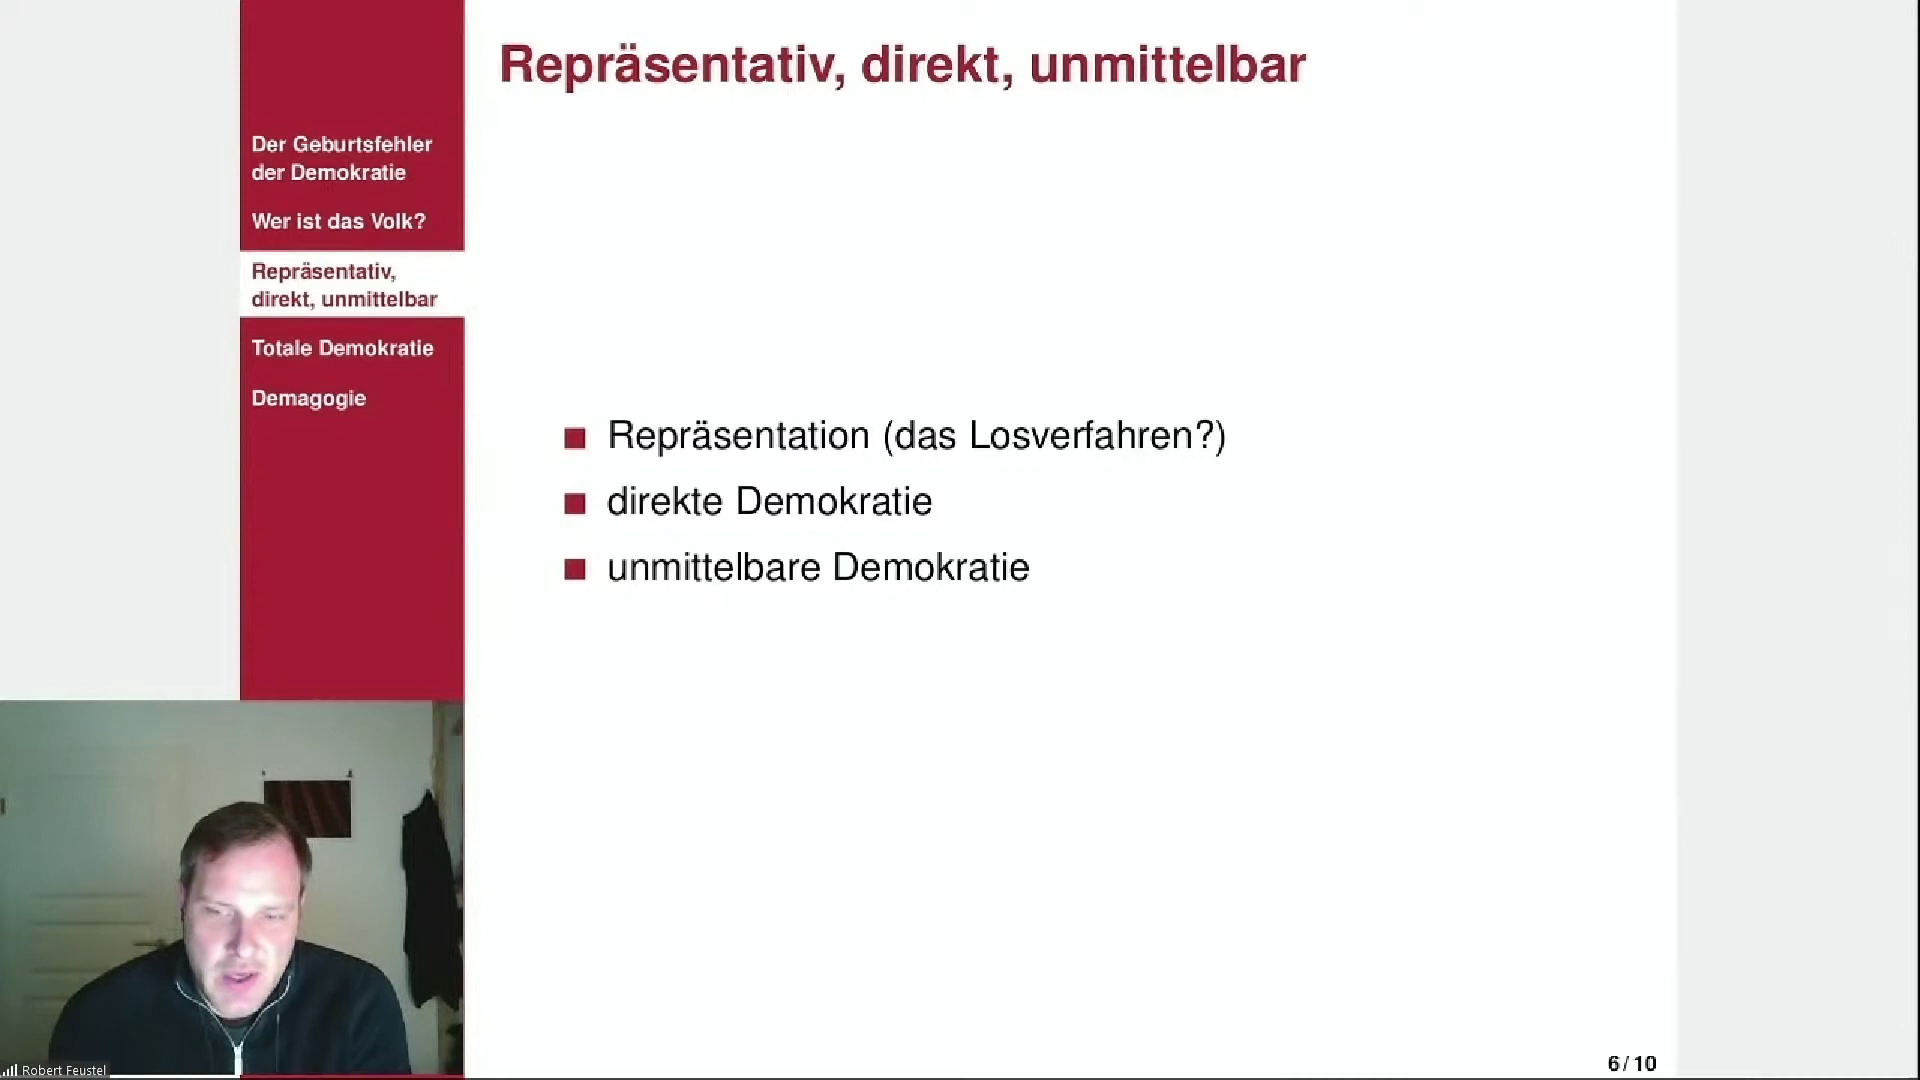 Repräsentativ, direkt, unmittelbar
Der Geburtsfehler
der Demokratie
Wer ist das Volk?
Repräsentativ,
direkt, unmittelbar
Totale Demokratie
Demagogie
Repräsentation (das Losverfahren?)
direkte Demokratie
unmittelbare Demokratie
Robert Feustel
6 / 10